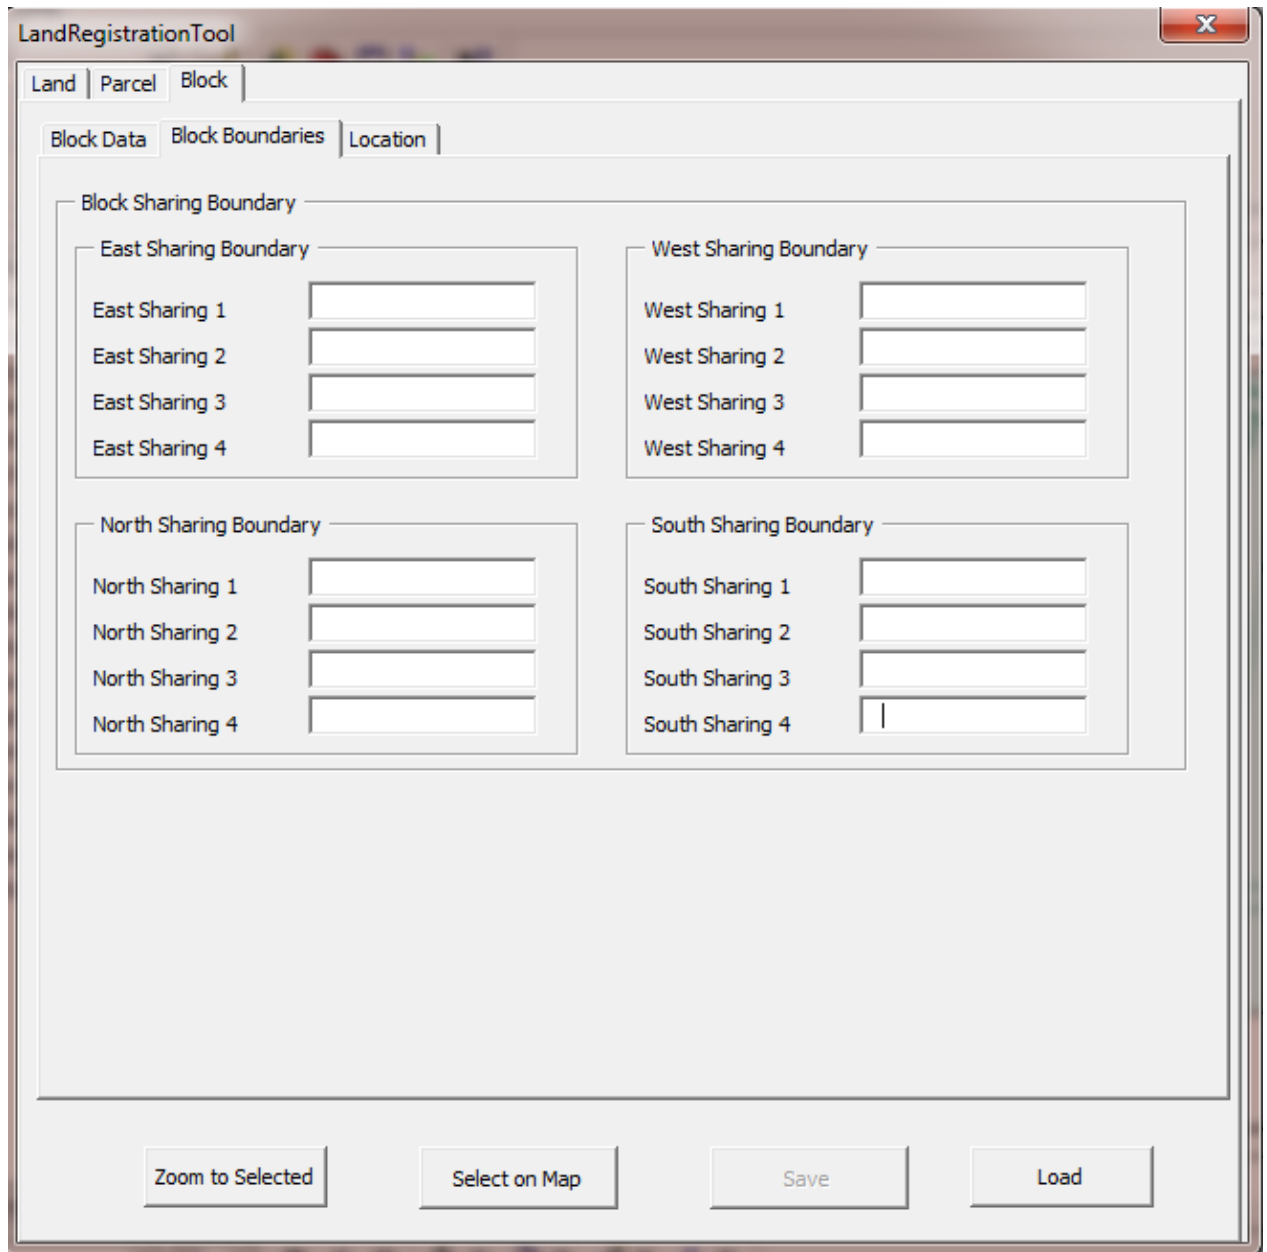 LandRegistrationTool
X
Land Parcel Block
Block Data Block Boundaries Location
Block Sharing Boundary
East Sharing Boundary
East Sharing 1
East Sharing 2
East Sharing 3
East Sharing 4
West Sharing Boundary
West Sharing 1
West Sharing 2
West Sharing 3
West Sharing 4
North Sharing Boundary
North Sharing 1
North Sharing 2
North Sharing 3
North Sharing 4
South Sharing Boundary
South Sharing 1
South Sharing 2
South Sharing 3
South Sharing 4
Zoom to Selected Select on Map Save Load